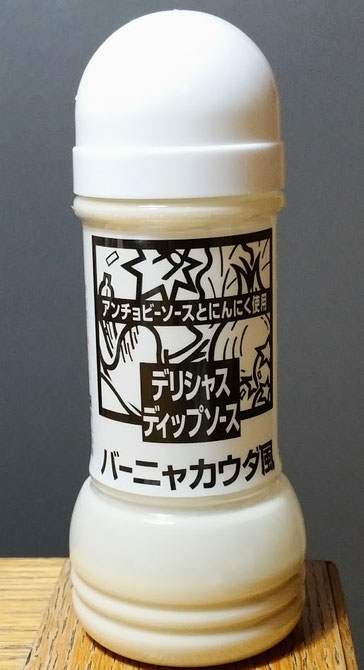 アンチョビーソースとにんにく使用
デリシャス
ディップソース
バーニャカウダ風